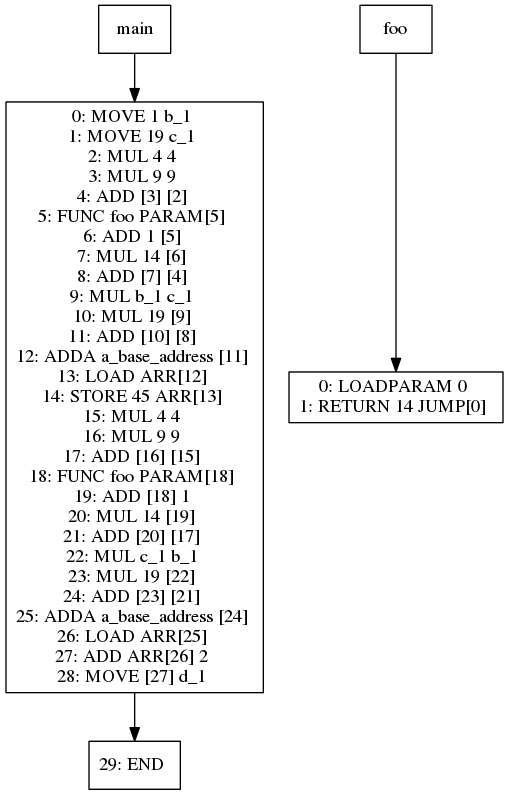 main
0: MOVE 1 b_1
1: MOVE 19 c_1
2: MUL 4 4
3: MUL 9 9
4: ADD [3] [2]
5: FUNC foo PARAM[5]
6: ADD 1 [5]
7: MUL 14 [6]
8: ADD [7] [4]
9: MUL b_1 c_1
10: MUL 19 [9]
11: ADD [10] [8]
12: ADDA a_base_address [11]
13: LOAD ARR[12]
14: STORE 45 ARR[13]
15: MUL 4 4
16: MUL 9 9
17: ADD [16] [15]
18: FUNC foo PARAM[18]
19: ADD [18] 1
20: MUL 14 [19]
21: ADD [20] [17]
22: MUL c_1 b_1
23: MUL 19 [22]
24: ADD [23] [21]
25: ADDA a_base_address [24]
26: LOAD ARR[25]
27: ADD ARR[26] 2
28: MOVE [27] d_1
29: END
foo
0: LOADPARAM 0
1: RETURN 14 JUMP[0]